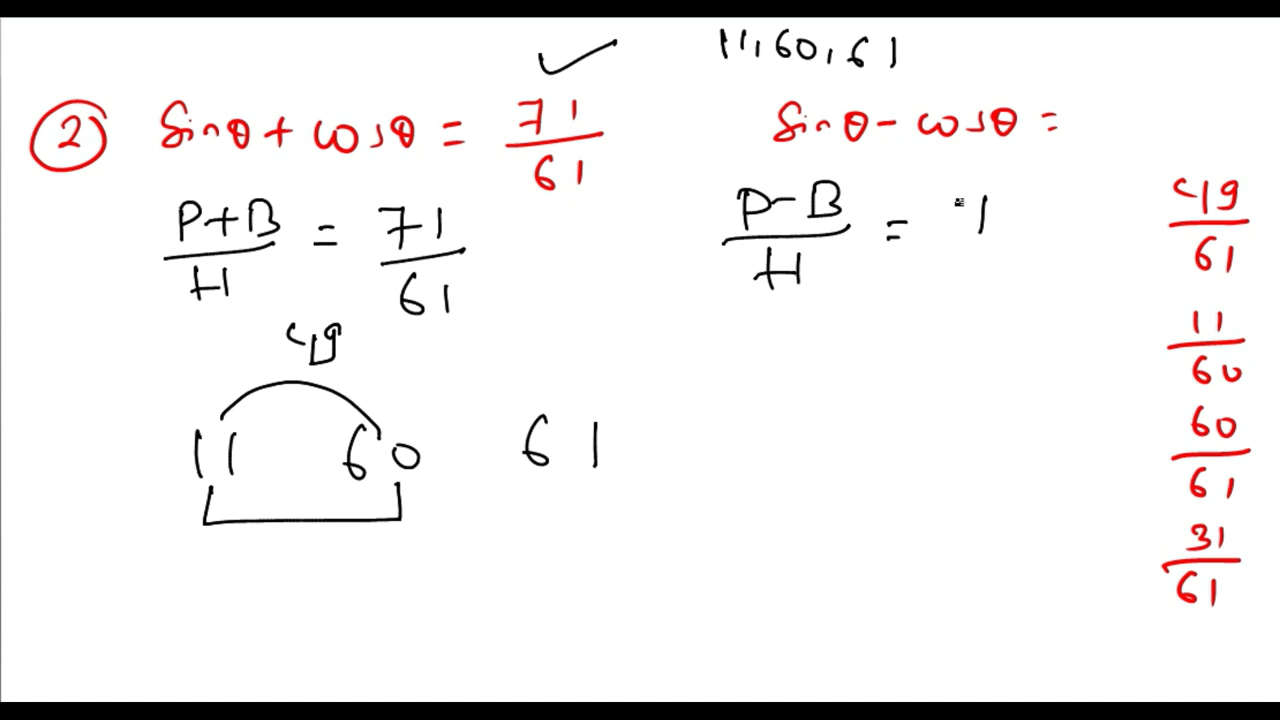 11, 60, 61
② sinθ + cosθ = 71/61
sinθ - cosθ =
P+B/H = 71/61
P-B/H =
49/61
11/60
60/61
31/61
49
11 60 61